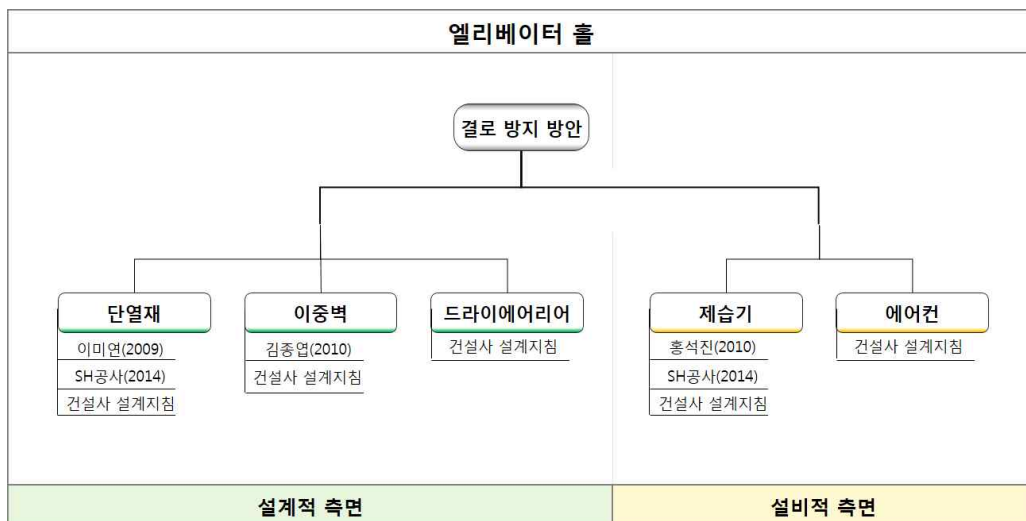 엘리베이터 홀
결로 방지 방안
단열재
이미연(2009)
SH공사(2014)
건설사 설계지침
이중벽
김종엽(2010)
건설사 설계지침
드라이에어리어
건설사 설계지침
제습기
홍석진(2010)
SH공사(2014)
건설사 설계지침
에어컨
건설사 설계지침
설계적 측면
설비적 측면